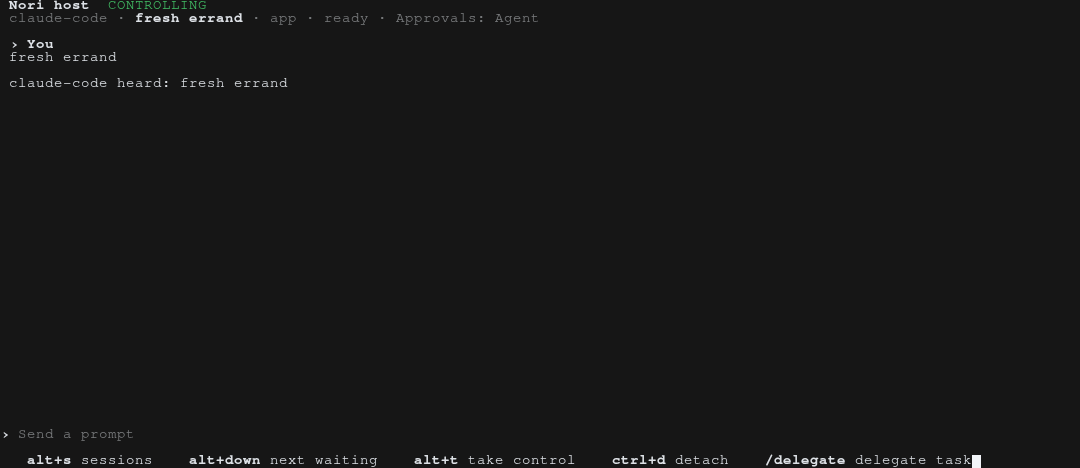 Nori host  CONTROLLING
claude-code · fresh errand · app · ready · Approvals: Agent
› You
fresh errand
claude-code heard: fresh errand
› Send a prompt
alt+s sessions    alt+down next waiting    alt+t take control    ctrl+d detach    /delegate delegate task